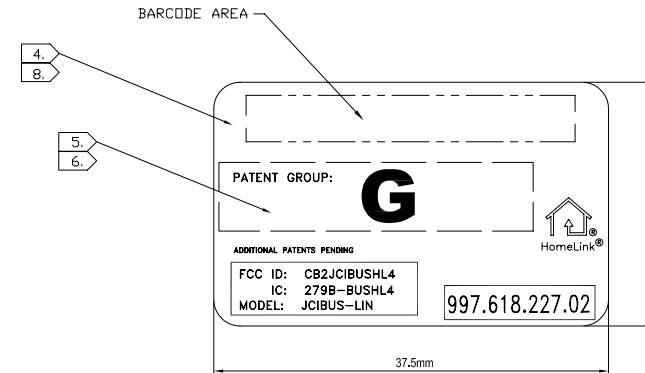 BARCODE AREA
4.
8.
5.
6.
PATENT GROUP:
G
ADDITIONAL PATENTS PENDING
HomeLink®
®
FCC ID: CB2JCIBUSHL4
IC: 279B-BUSHL4
MODEL: JCIBUS-LIN
997.618.227.02
37.5mm